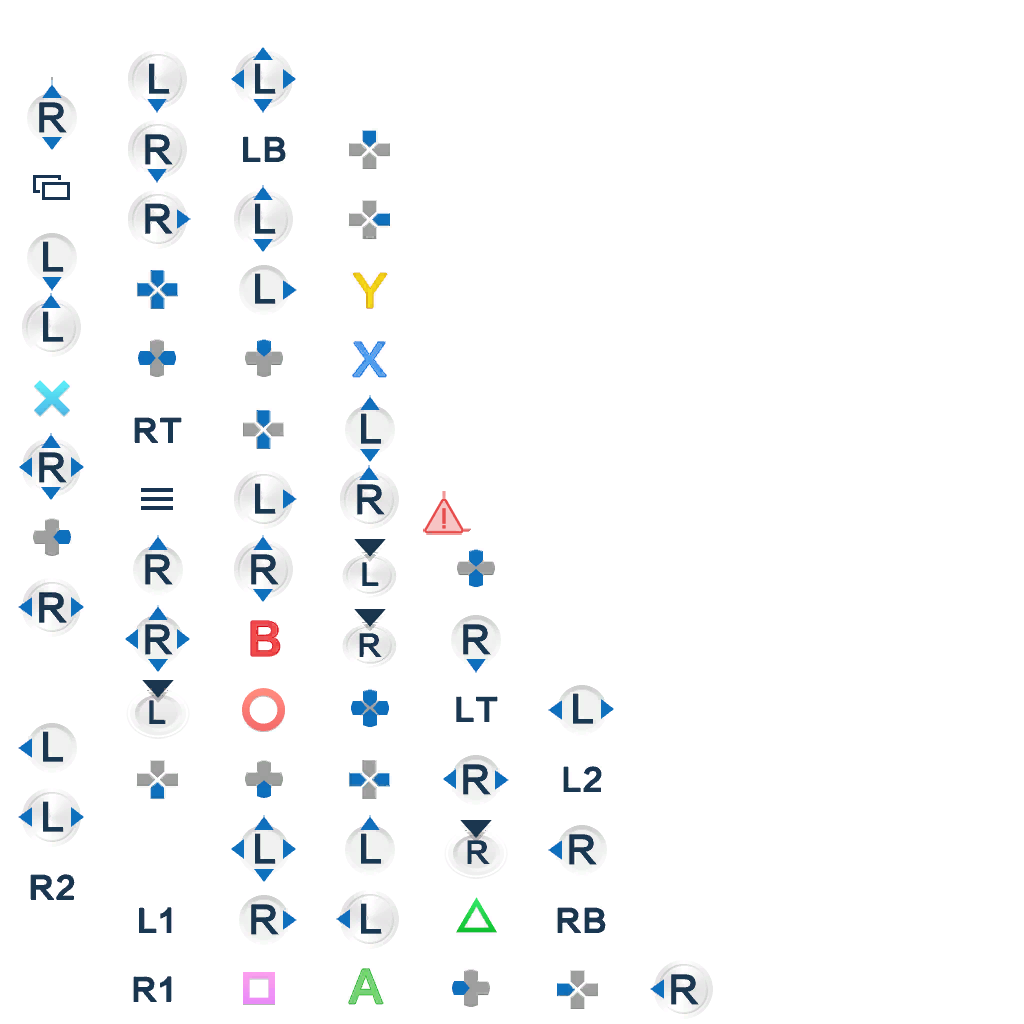 L L
R
R LB
R L
L
L
L
Y
X
RT L
R
L R
R R L
R
R B R R
L LT L
L
R L2
L
L L R R
R2
L1 R L RB
R1 A R